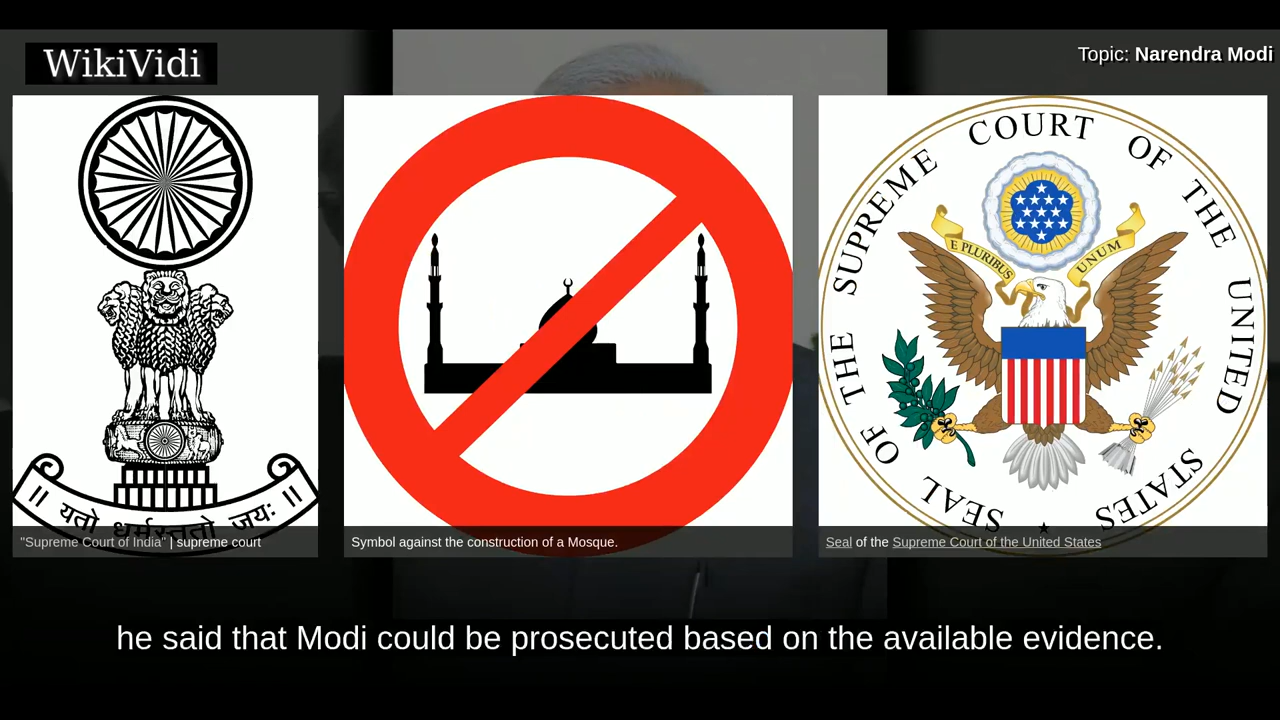 WikiVidi
Topic: Narendra Modi
यतो धर्मस्ततो जयः
"Supreme Court of India" | supreme court
Symbol against the construction of a Mosque.
SEAL OF THE SUPREME COURT OF THE UNITED STATES
E PLURIBUS UNUM
Seal of the Supreme Court of the United States
he said that Modi could be prosecuted based on the available evidence.